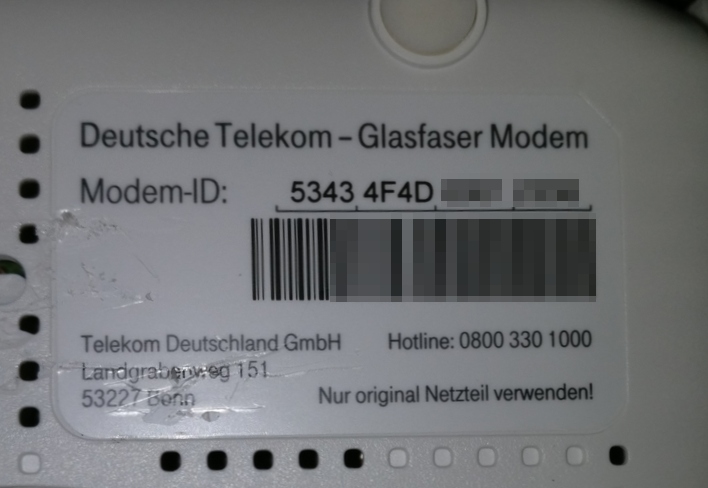 Deutsche Telekom – Glasfaser Modem
Modem-ID: 5343 4F4D
Telekom Deutschland GmbH Hotline: 0800 330 1000
Landgrabenweg 151
53227 Bonn Nur original Netzteil verwenden!